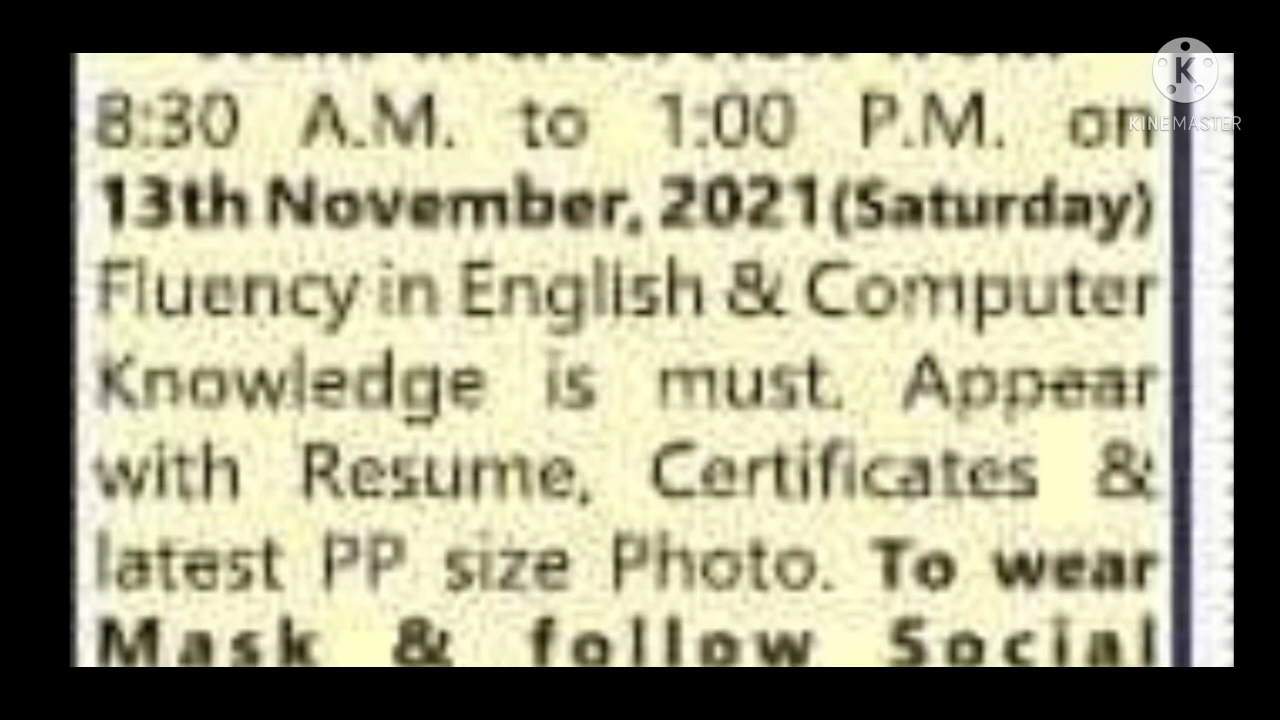 8:30 A.M. to 1:00 P.M. on
13th November, 2021(Saturday)
Fluency in English & Computer
Knowledge is must. Appear
with Resume, Certificates &
latest PP size Photo. To wear
Mask & follow Social
K
KINEMASTER